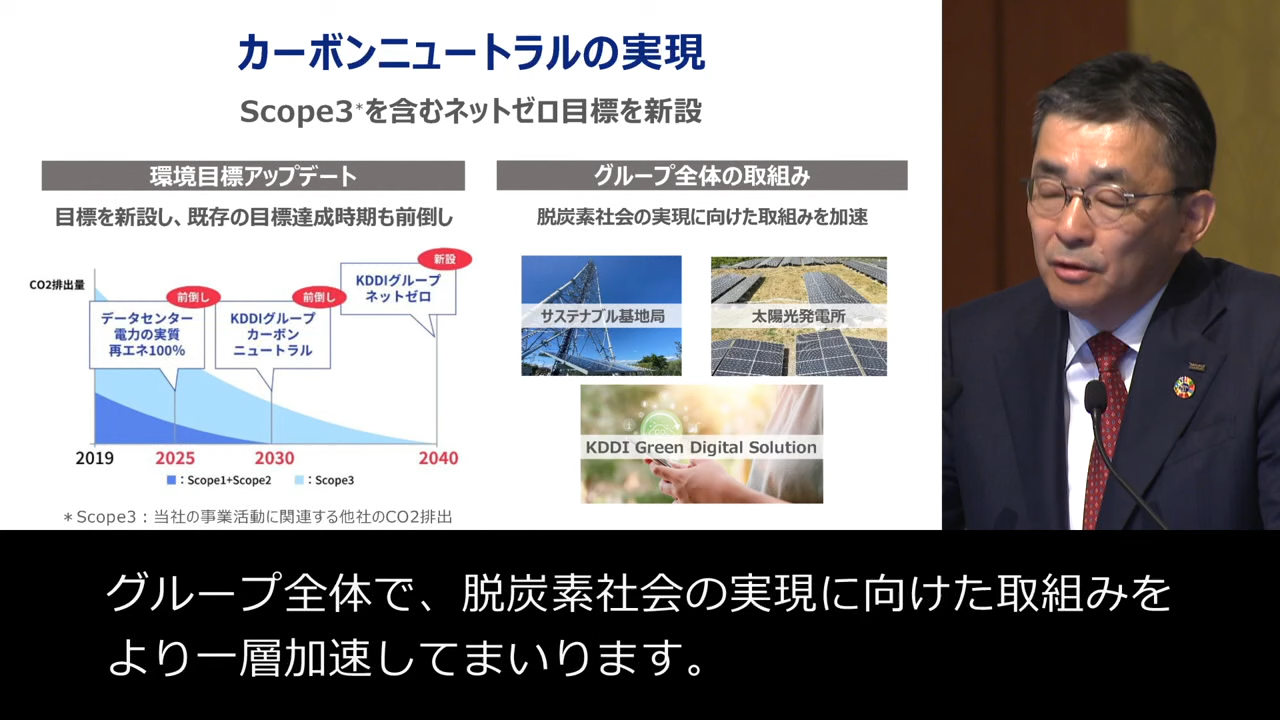 カーボンニュートラルの実現
Scope3*を含むネットゼロ目標を新設
環境目標アップデート
目標を新設し、既存の目標達成時期も前倒し
CO2排出量
前倒し
データセンター
電力の実質
再エネ100%
前倒し
KDDIグループ
カーボン
ニュートラル
新設
KDDIグループ
ネットゼロ
2019
2025
2030
2040
：Scope1+Scope2
：Scope3
＊Scope3：当社の事業活動に関連する他社のCO2排出
グループ全体の取組み
脱炭素社会の実現に向けた取組みを加速
サステナブル基地局
太陽光発電所
KDDI Green Digital Solution
グループ全体で、脱炭素社会の実現に向けた取組みを
より一層加速してまいります。